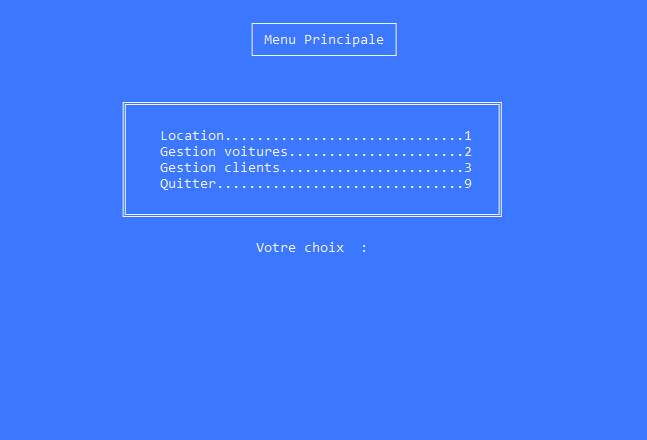 Menu Principale
Location..............................1
Gestion voitures......................2
Gestion clients.......................3
Quitter...............................9
Votre choix  :